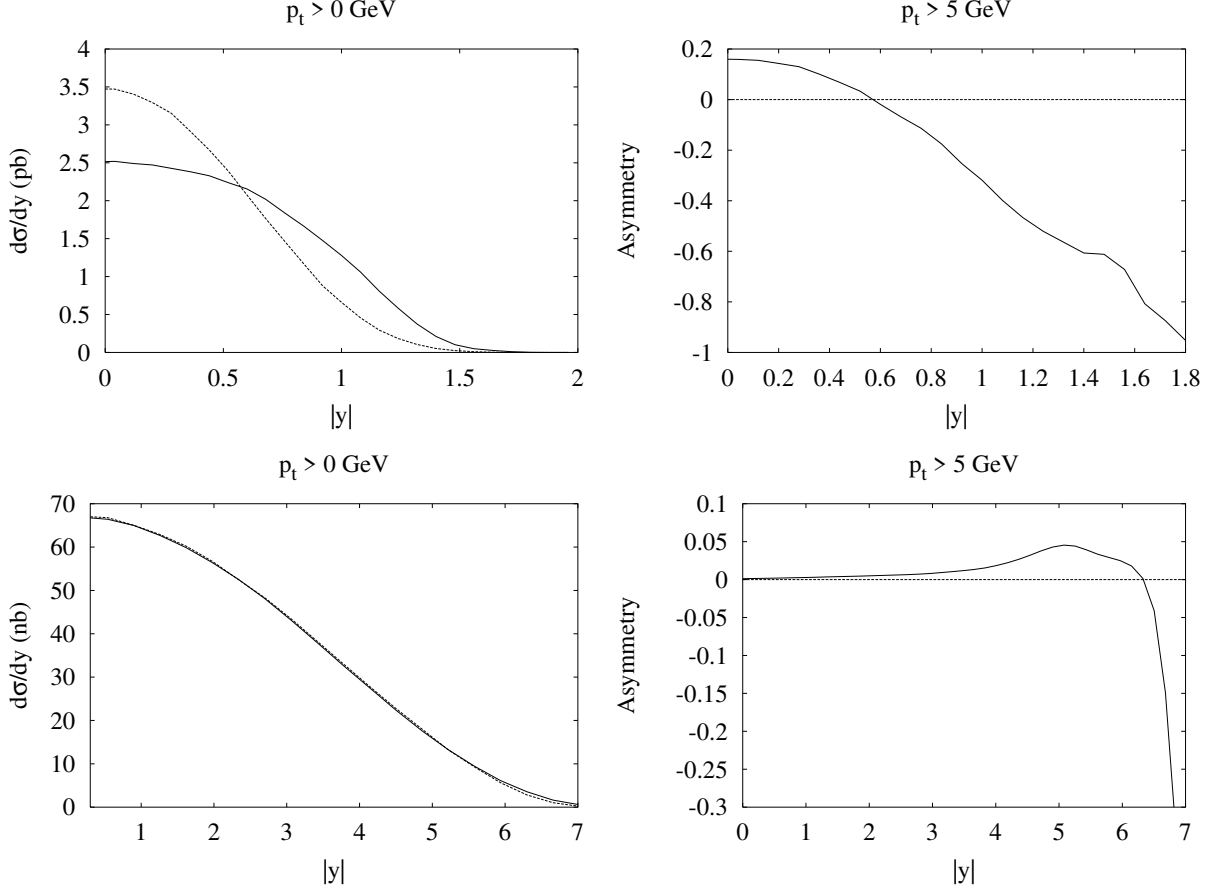 p_t > 0 GeV
dσ/dy (pb)
4
3.5
3
2.5
2
1.5
1
0.5
0
0 0.5 1 1.5 2
|y|
p_t > 5 GeV
Asymmetry
0.2
0
-0.2
-0.4
-0.6
-0.8
-1
0 0.2 0.4 0.6 0.8 1 1.2 1.4 1.6 1.8
|y|
p_t > 0 GeV
dσ/dy (nb)
70
60
50
40
30
20
10
0
1 2 3 4 5 6 7
|y|
p_t > 5 GeV
Asymmetry
0.1
0.05
0
-0.05
-0.1
-0.15
-0.2
-0.25
-0.3
0 1 2 3 4 5 6 7
|y|